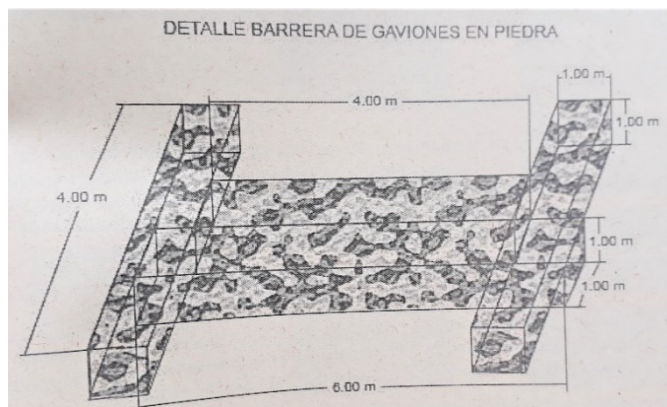 DETALLE BARRERA DE GAVIONES EN PIEDRA
1.00 m
4.00 m
1.00 m
4.00 m
1.00 m
1.00 m
6.00 m